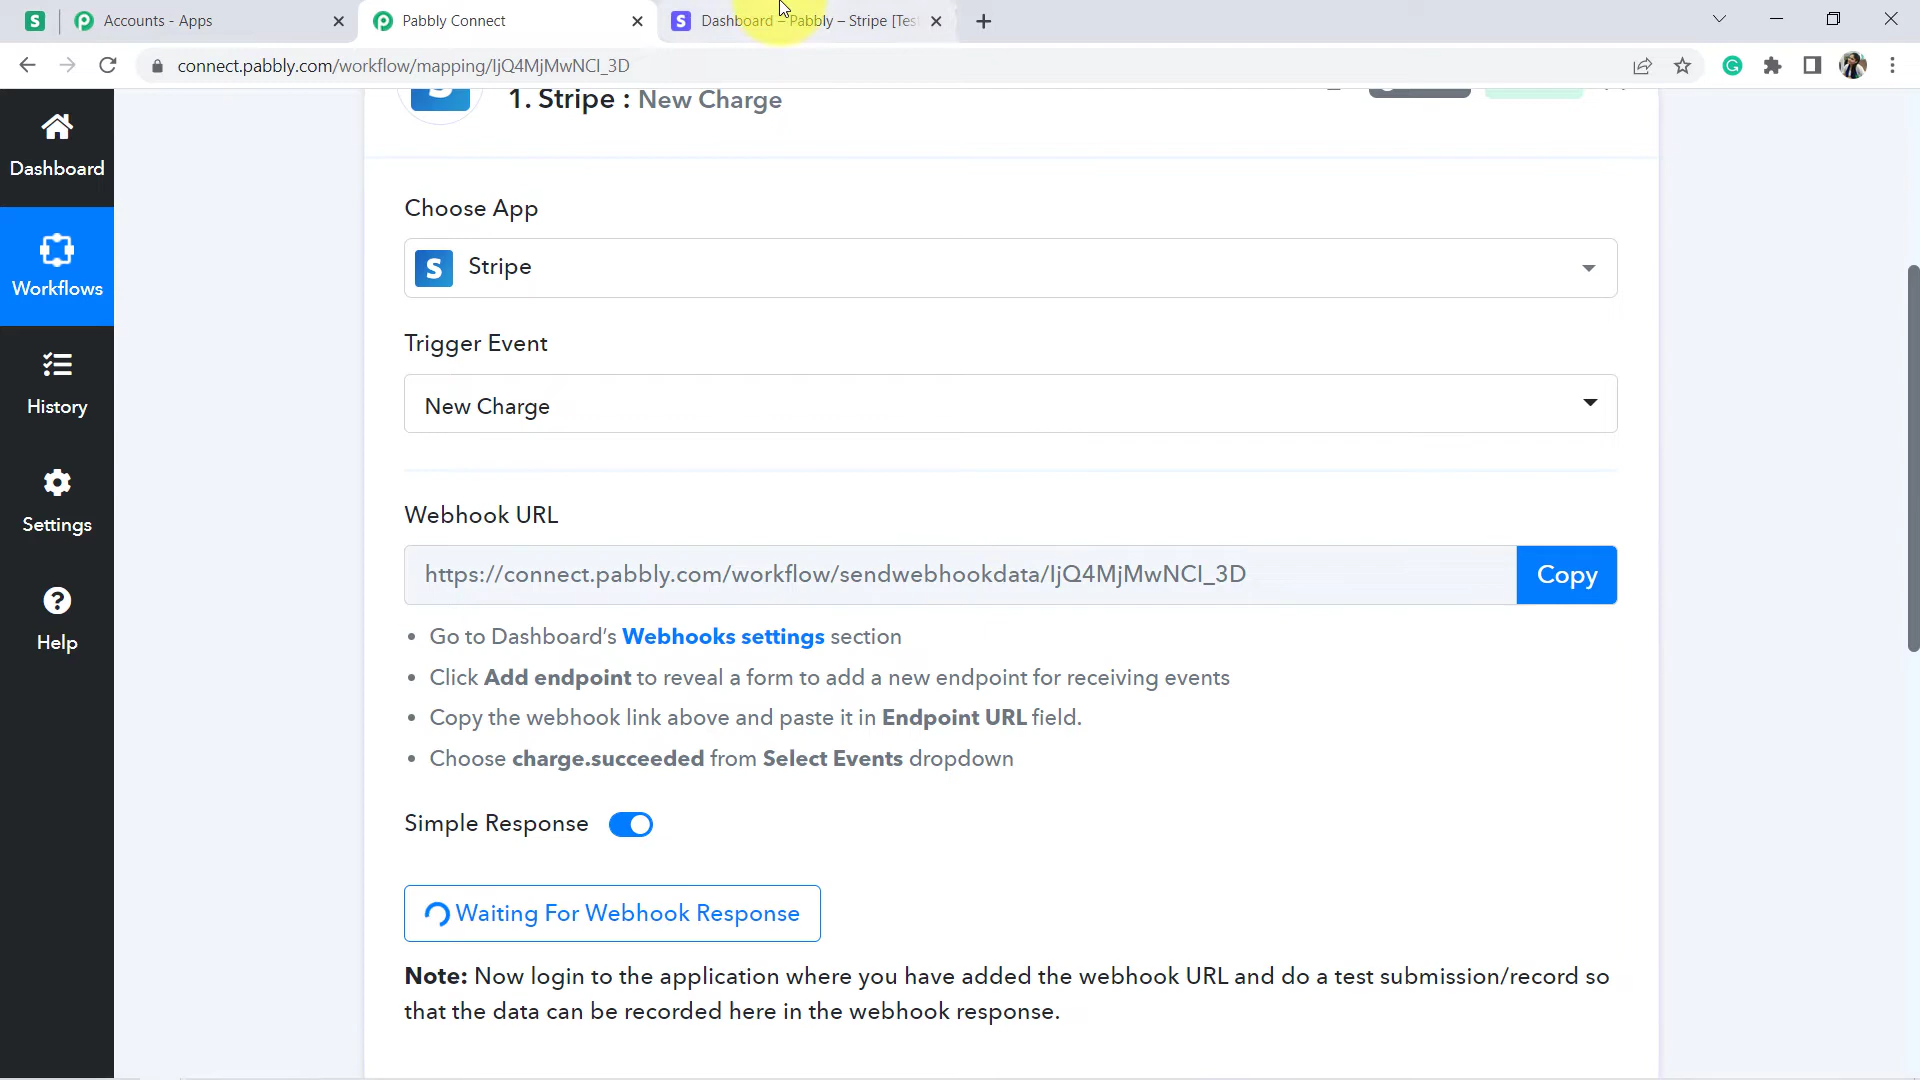 Accounts - Apps
Pabbly Connect
Dashboard – Pabbly – Stripe [Tes
connect.pabbly.com/workflow/mapping/IjQ4MjMwNCI_3D
1. Stripe : New Charge
Dashboard
Workflows
History
Settings
Help
Choose App
Stripe
Trigger Event
New Charge
Webhook URL
https://connect.pabbly.com/workflow/sendwebhookdata/IjQ4MjMwNCI_3D
Copy
• Go to Dashboard's Webhooks settings section
• Click Add endpoint to reveal a form to add a new endpoint for receiving events
• Copy the webhook link above and paste it in Endpoint URL field.
• Choose charge.succeeded from Select Events dropdown
Simple Response
Waiting For Webhook Response
Note: Now login to the application where you have added the webhook URL and do a test submission/record so
that the data can be recorded here in the webhook response.